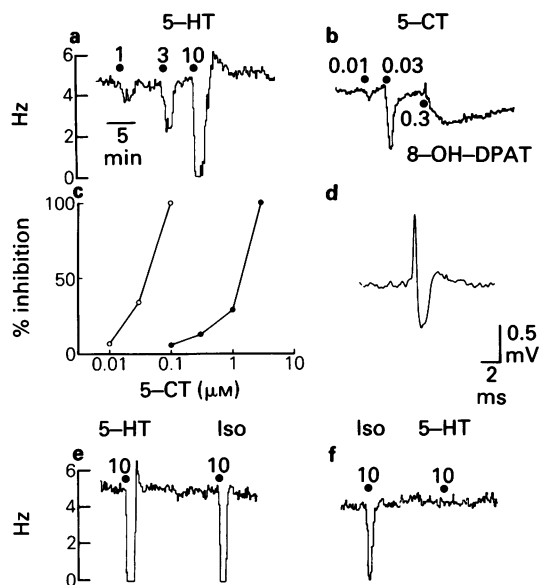 5–HT
5–CT
a
b
6
4
2
0
Hz
1
3
10
5
min
0.01
0.03
0.3
8–OH–DPAT
c
100
50
0
% inhibition
0.01
0.1
1
10
5–CT (μM)
d
0.5
mV
2
ms
5–HT
Iso
Iso
5–HT
e
f
6
4
2
0
Hz
10
10
10
10